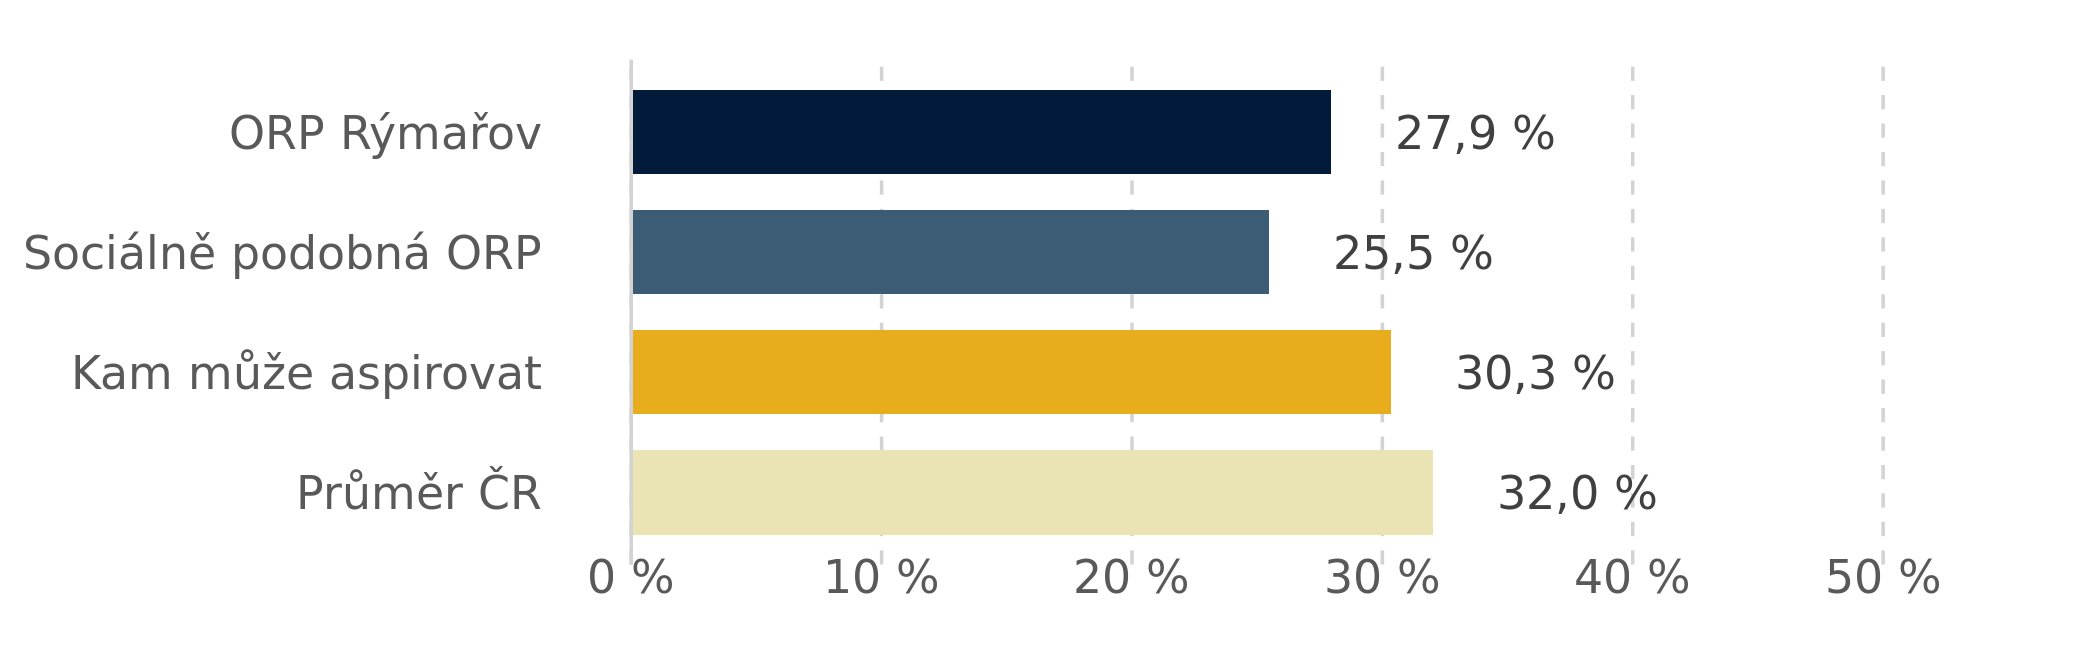 ORP Rýmařov 27,9 %
Sociálně podobná ORP 25,5 %
Kam může aspirovat 30,3 %
Průměr ČR 32,0 %
0 % 10 % 20 % 30 % 40 % 50 %